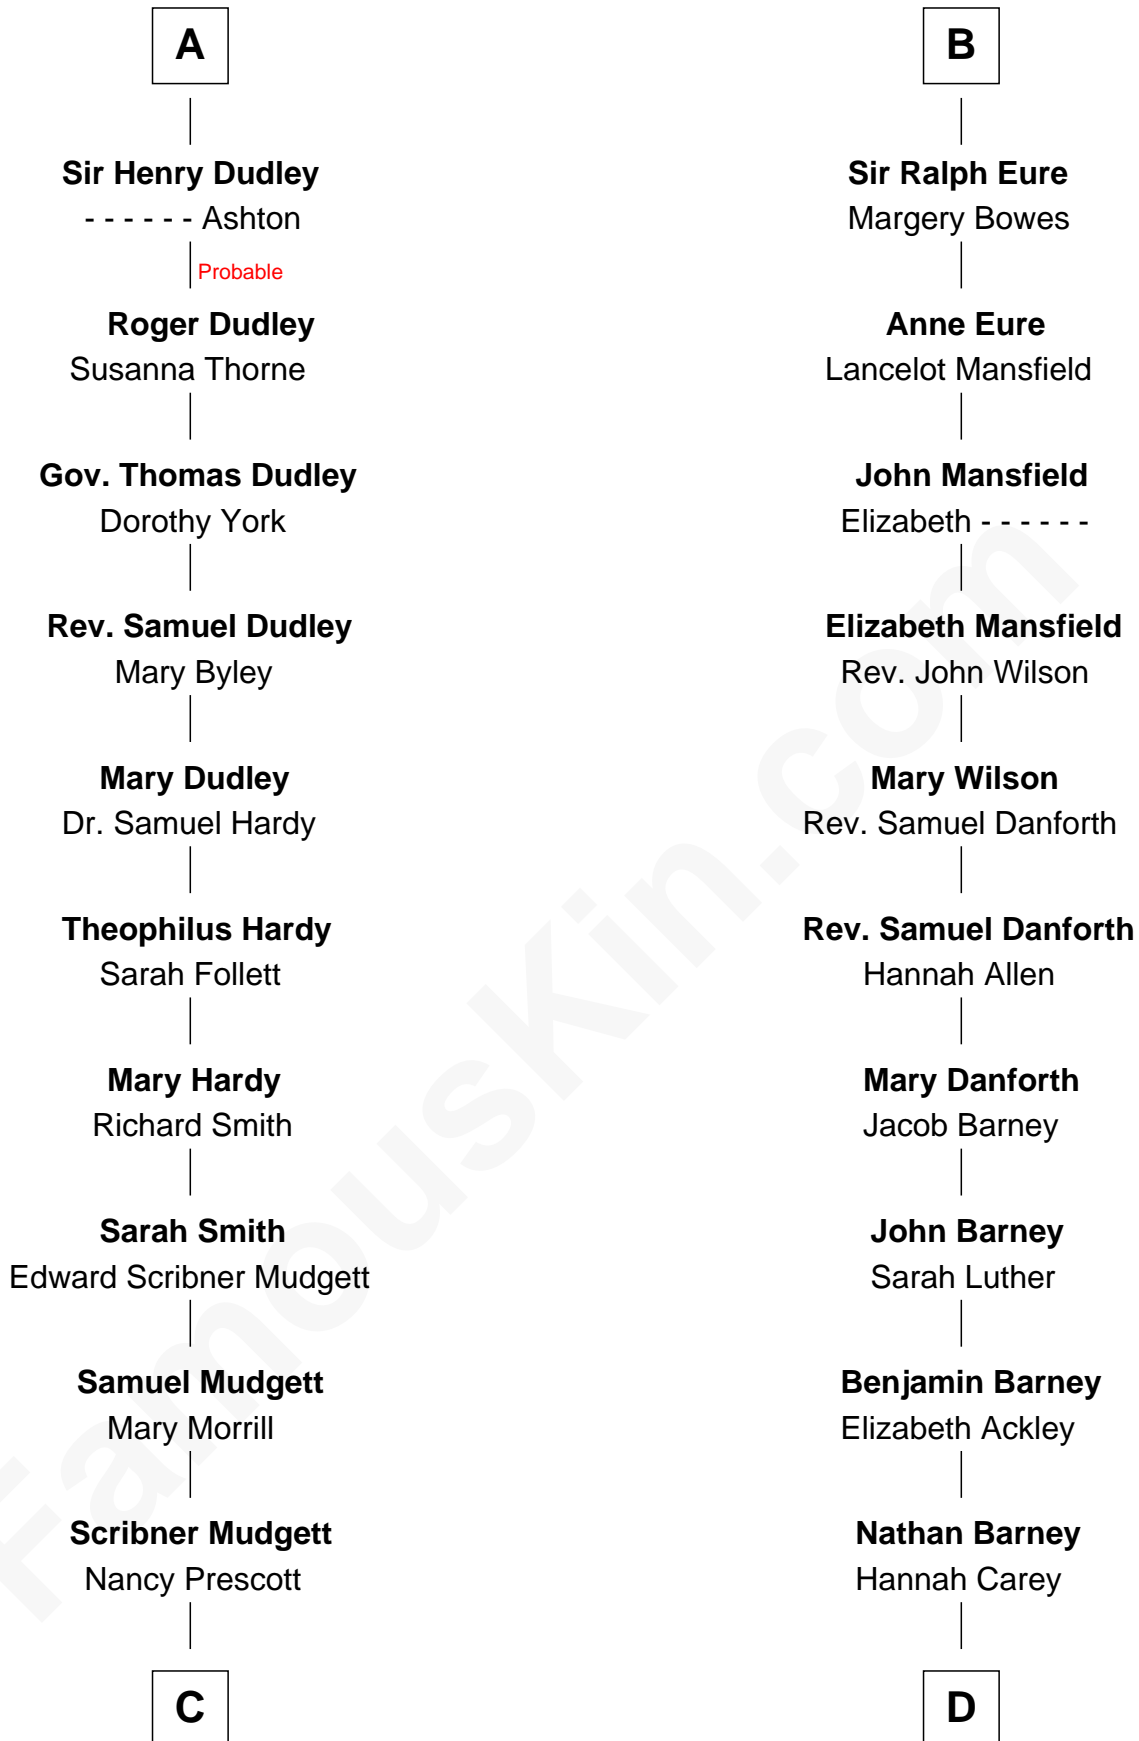 A
Sir Henry Dudley
- - - - - - Ashton
Probable
Roger Dudley
Susanna Thorne
Gov. Thomas Dudley
Dorothy York
Rev. Samuel Dudley
Mary Byley
Mary Dudley
Dr. Samuel Hardy
Theophilus Hardy
Sarah Follett
Mary Hardy
Richard Smith
Sarah Smith
Edward Scribner Mudgett
Samuel Mudgett
Mary Morrill
Scribner Mudgett
Nancy Prescott
C
B
Sir Ralph Eure
Margery Bowes
Anne Eure
Lancelot Mansfield
John Mansfield
Elizabeth - - - - - -
Elizabeth Mansfield
Rev. John Wilson
Mary Wilson
Rev. Samuel Danforth
Rev. Samuel Danforth
Hannah Allen
Mary Danforth
Jacob Barney
John Barney
Sarah Luther
Benjamin Barney
Elizabeth Ackley
Nathan Barney
Hannah Carey
D
FamousKin.com